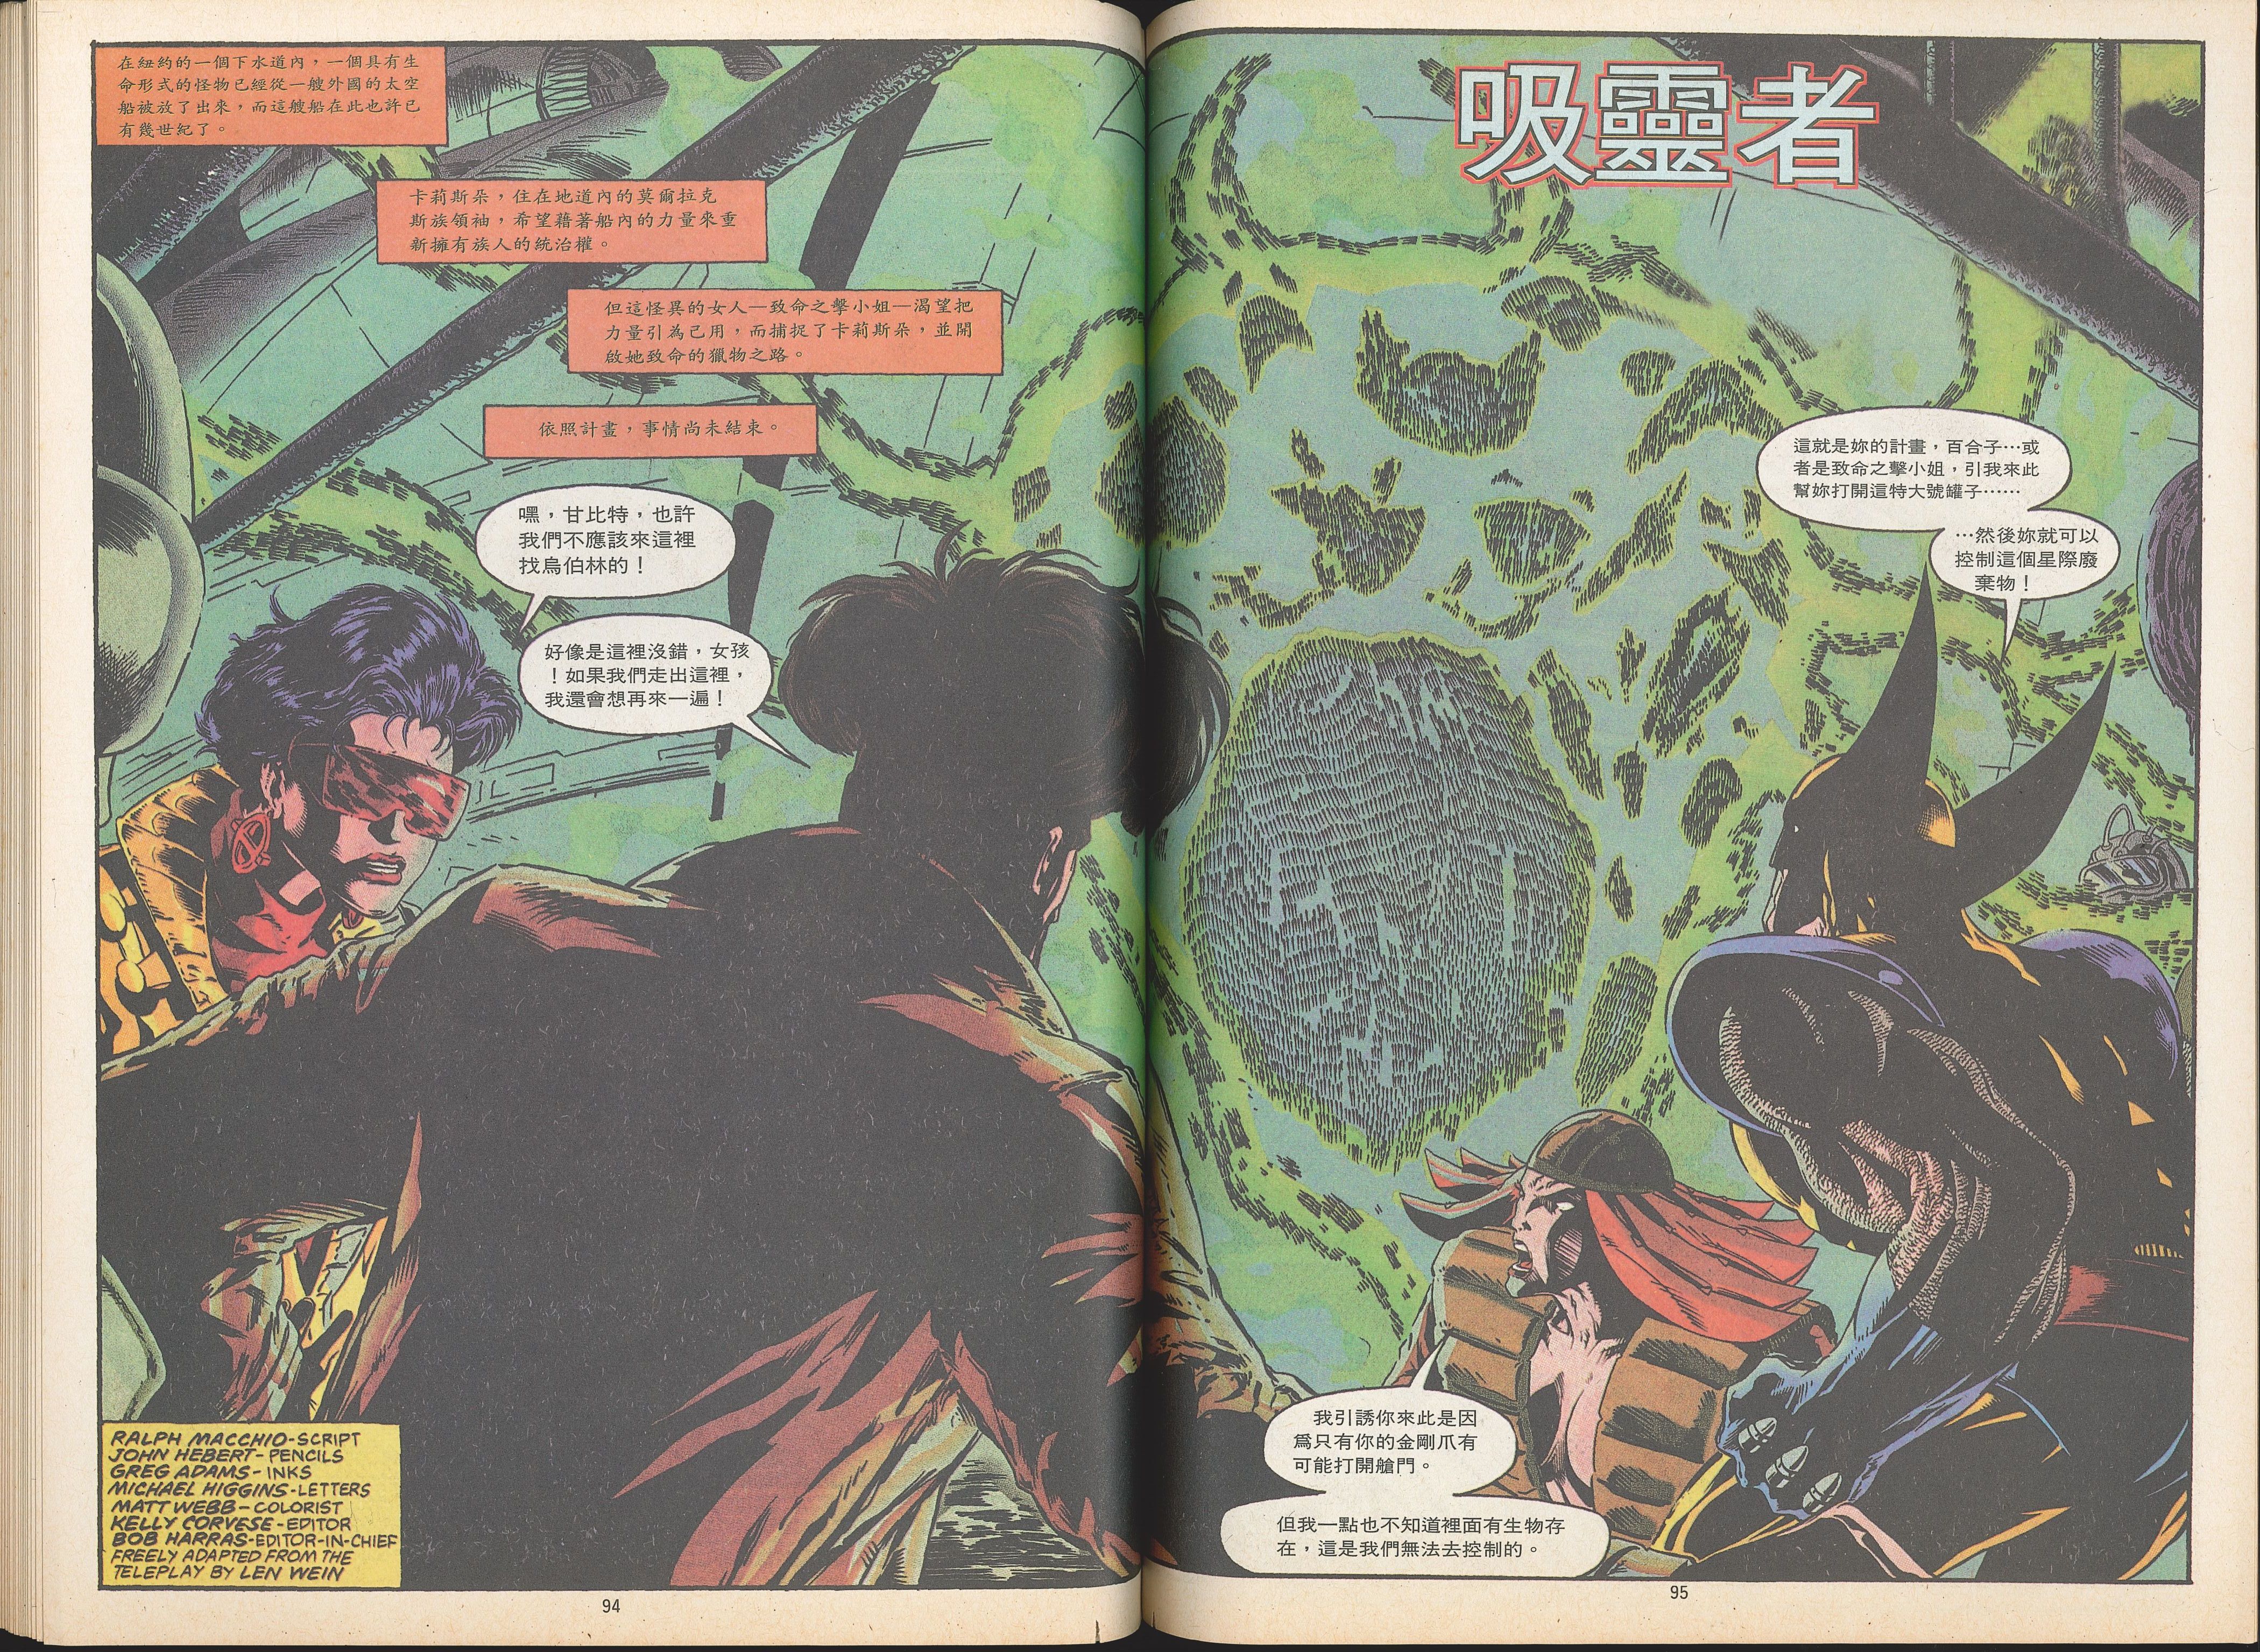 在紐約的一個下水道內，一個具有生
命形式的怪物已經從一艘外國的太空
船被放了出來，而這艘船在此也許已
有幾世紀了。
卡莉斯朵，住在地道內的莫爾拉克
斯族領袖，希望藉著船內的力量來重
新擁有族人的統治權。
但這怪異的女人—致命之擊小姐—渴望把
力量引為己用，而捕捉了卡莉斯朵，並開
啟她致命的獵物之路。
依照計畫，事情尚未結束。
嘿，甘比特，也許
我們不應該來這裡
找烏伯林的！
好像是這裡沒錯，女孩
！如果我們走出這裡，
我還會想再來一遍！
RALPH MACCHIO-SCRIPT
JOHN HEBERT-PENCILS
GREG ADAMS-INKS
MICHAEL HIGGINS-LETTERS
MATT WEBB-COLORIST
KELLY CORVESE-EDITOR
BOB HARRAS-EDITOR-IN-CHIEF
FREELY ADAPTED FROM THE
TELEPLAY BY LEN WEIN
94
吸靈者
這就是妳的計畫，百合子…或
者是致命之擊小姐，引我來此
幫妳打開這特大號罐子……
…然後妳就可以
控制這個星際廢
棄物！
我引誘你來此是因
為只有你的金剛爪有
可能打開艙門。
但我一點也不知道裡面有生物存
在，這是我們無法去控制的。
95